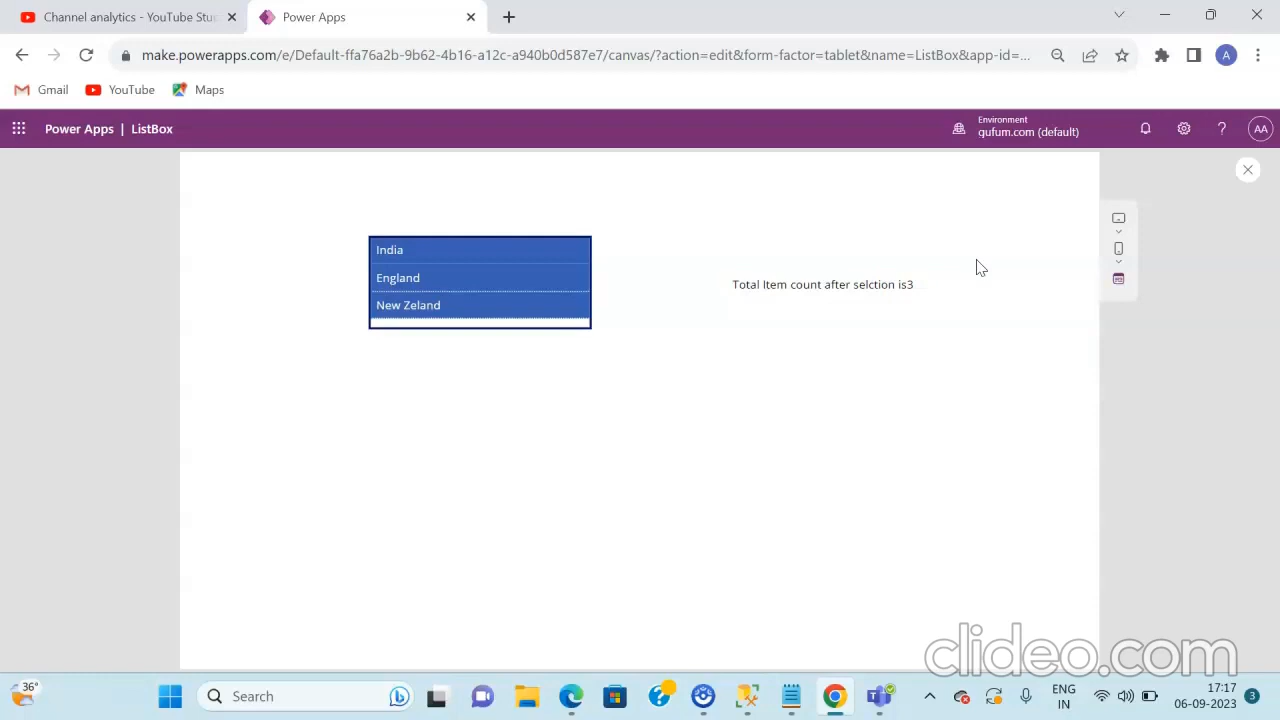 Channel analytics - YouTube Stu
Power Apps
make.powerapps.com/e/Default-ffa76a2b-9b62-4b16-a12c-a940b0d587e7/canvas/?action=edit&form-factor=tablet&name=ListBox&app-id=...
A
Gmail
YouTube
Maps
Power Apps | ListBox
Environment
qufum.com (default)
?
AA
India
England
New Zeland
Total Item count after selction is3
clideo.com
36°
Search
ENG
IN
17:17
06-09-2023
3